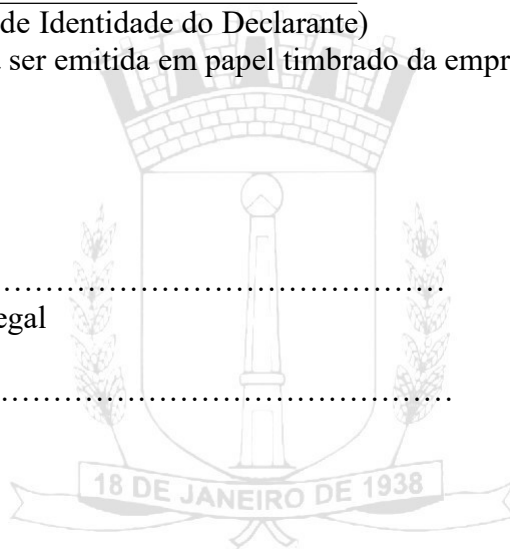 de Identidade do Declarante)
ser emitida em papel timbrado da empr
……………………………………………
egal
……………………………………………
18 DE JANEIRO DE 1938